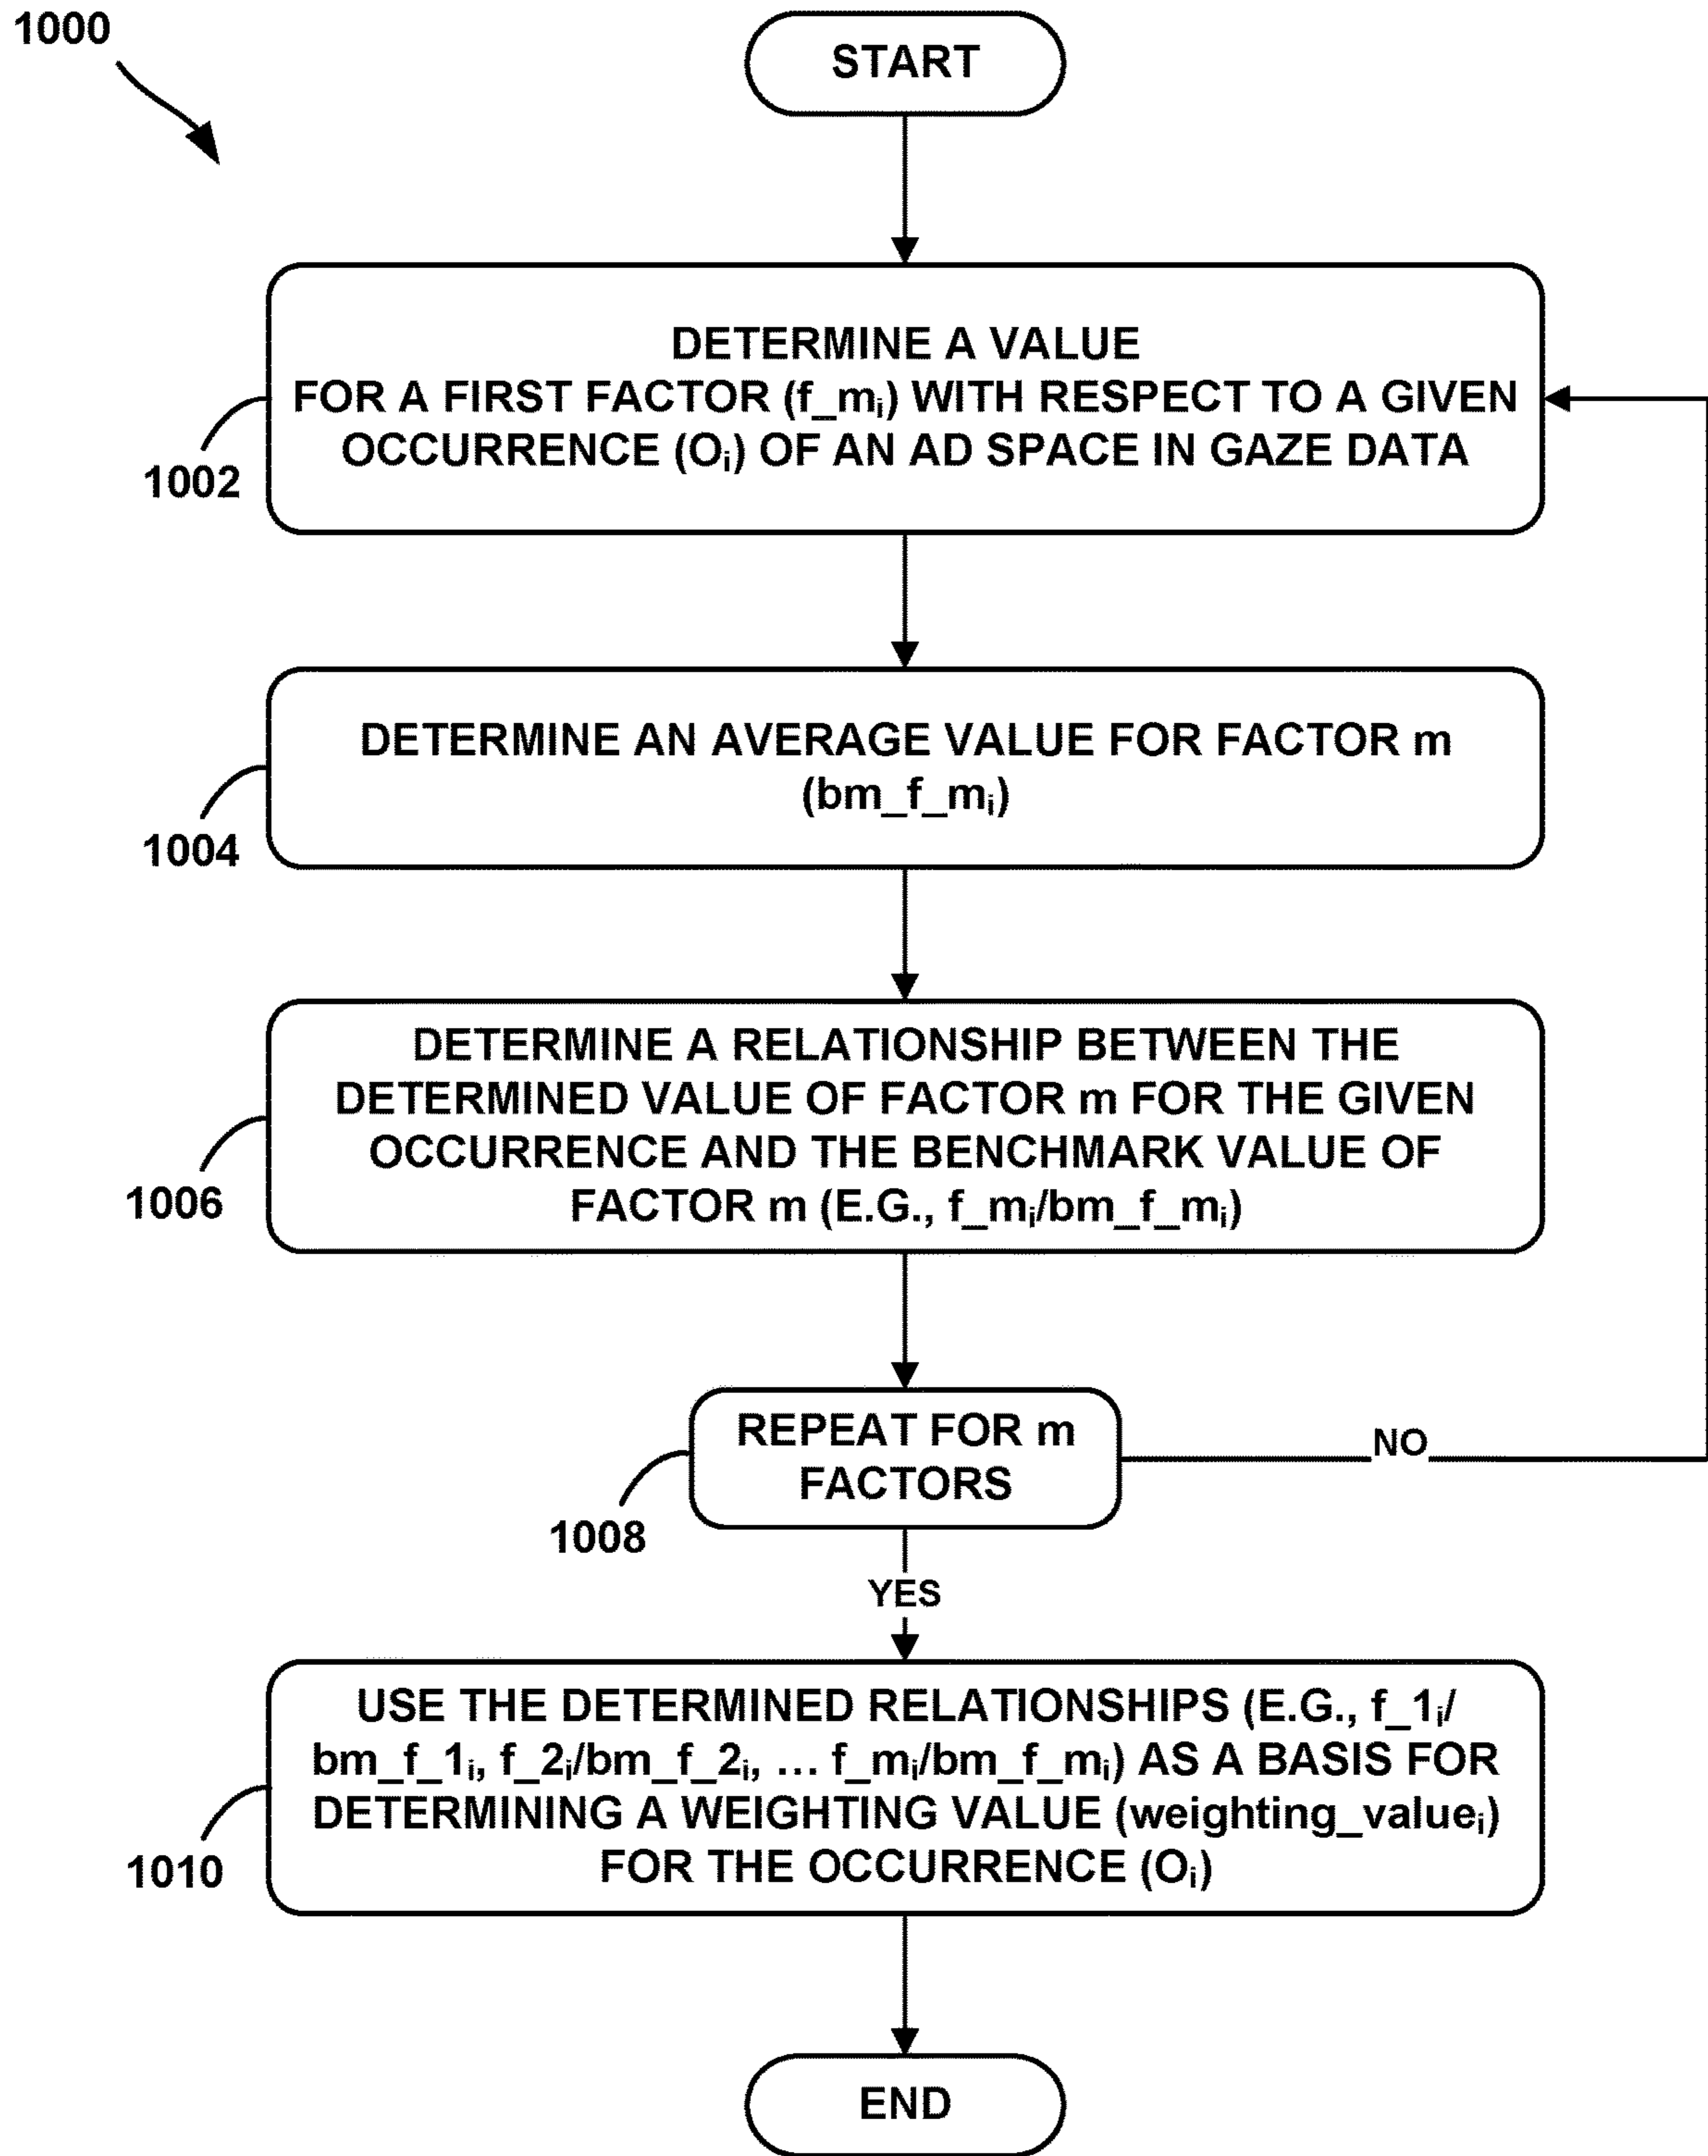 1000
START
DETERMINE A VALUE
FOR A FIRST FACTOR (f_mᵢ) WITH RESPECT TO A GIVEN
OCCURRENCE (Oᵢ) OF AN AD SPACE IN GAZE DATA
1002
DETERMINE AN AVERAGE VALUE FOR FACTOR m
(bm_f_mᵢ)
1004
DETERMINE A RELATIONSHIP BETWEEN THE
DETERMINED VALUE OF FACTOR m FOR THE GIVEN
OCCURRENCE AND THE BENCHMARK VALUE OF
FACTOR m (E.G., f_mᵢ/bm_f_mᵢ)
1006
REPEAT FOR m
FACTORS
NO
1008
YES
USE THE DETERMINED RELATIONSHIPS (E.G., f_1ᵢ/
bm_f_1ᵢ, f_2ᵢ/bm_f_2ᵢ, … f_mᵢ/bm_f_mᵢ) AS A BASIS FOR
DETERMINING A WEIGHTING VALUE (weighting_valueᵢ)
FOR THE OCCURRENCE (Oᵢ)
1010
END